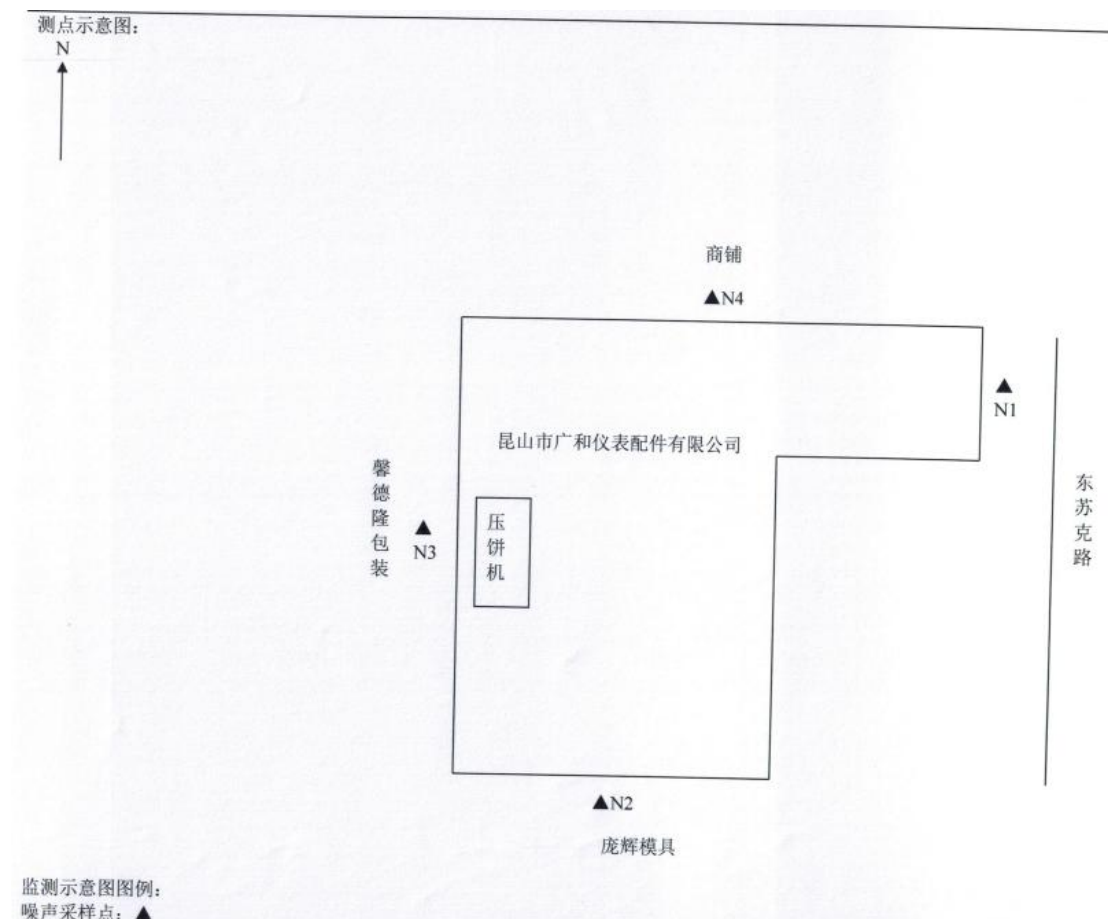 测点示意图：
N
商铺
▲N4
▲
N1
昆山市广和仪表配件有限公司
馨德隆包装
▲
N3
压饼机
东苏克路
▲N2
庞辉模具
监测示意图图例：
噪声采样点：▲